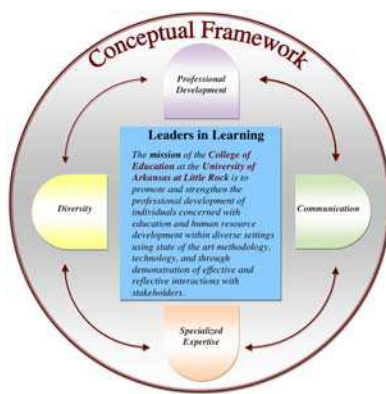 Conceptual Framework
Professional
Development
Leaders in Learning
The mission of the College of
Education at the University of
Arkansas at Little Rock is to
promote and strengthen the
professional development of
individuals concerned with
education and human resource
development within diverse settings
using state of the art methodology,
technology, and through
demonstration of effective and
reflective interactions with
stakeholders.
Diversity
Communication
Specialized
Expertise